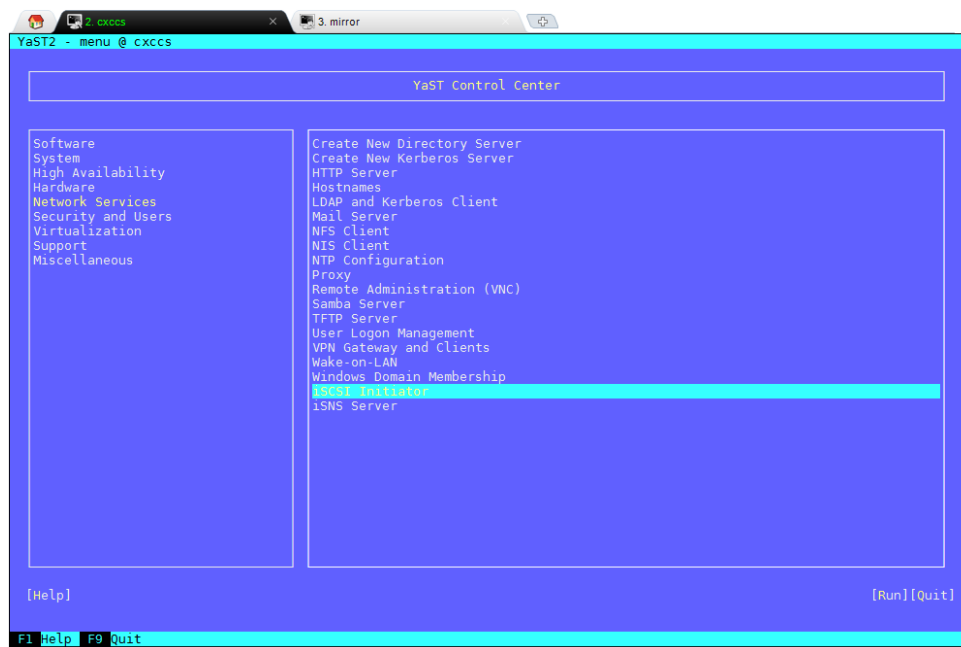 2. cxccs
3. mirror
YaST2 - menu @ cxccs
YaST Control Center
Software
System
High Availability
Hardware
Network Services
Security and Users
Virtualization
Support
Miscellaneous
Create New Directory Server
Create New Kerberos Server
HTTP Server
Hostnames
LDAP and Kerberos Client
Mail Server
NFS Client
NIS Client
NTP Configuration
Proxy
Remote Administration (VNC)
Samba Server
TFTP Server
User Logon Management
VPN Gateway and Clients
Wake-on-LAN
Windows Domain Membership
iSCSI Initiator
iSNS Server
[Help]
[Run][Quit]
F1 Help F9 Quit